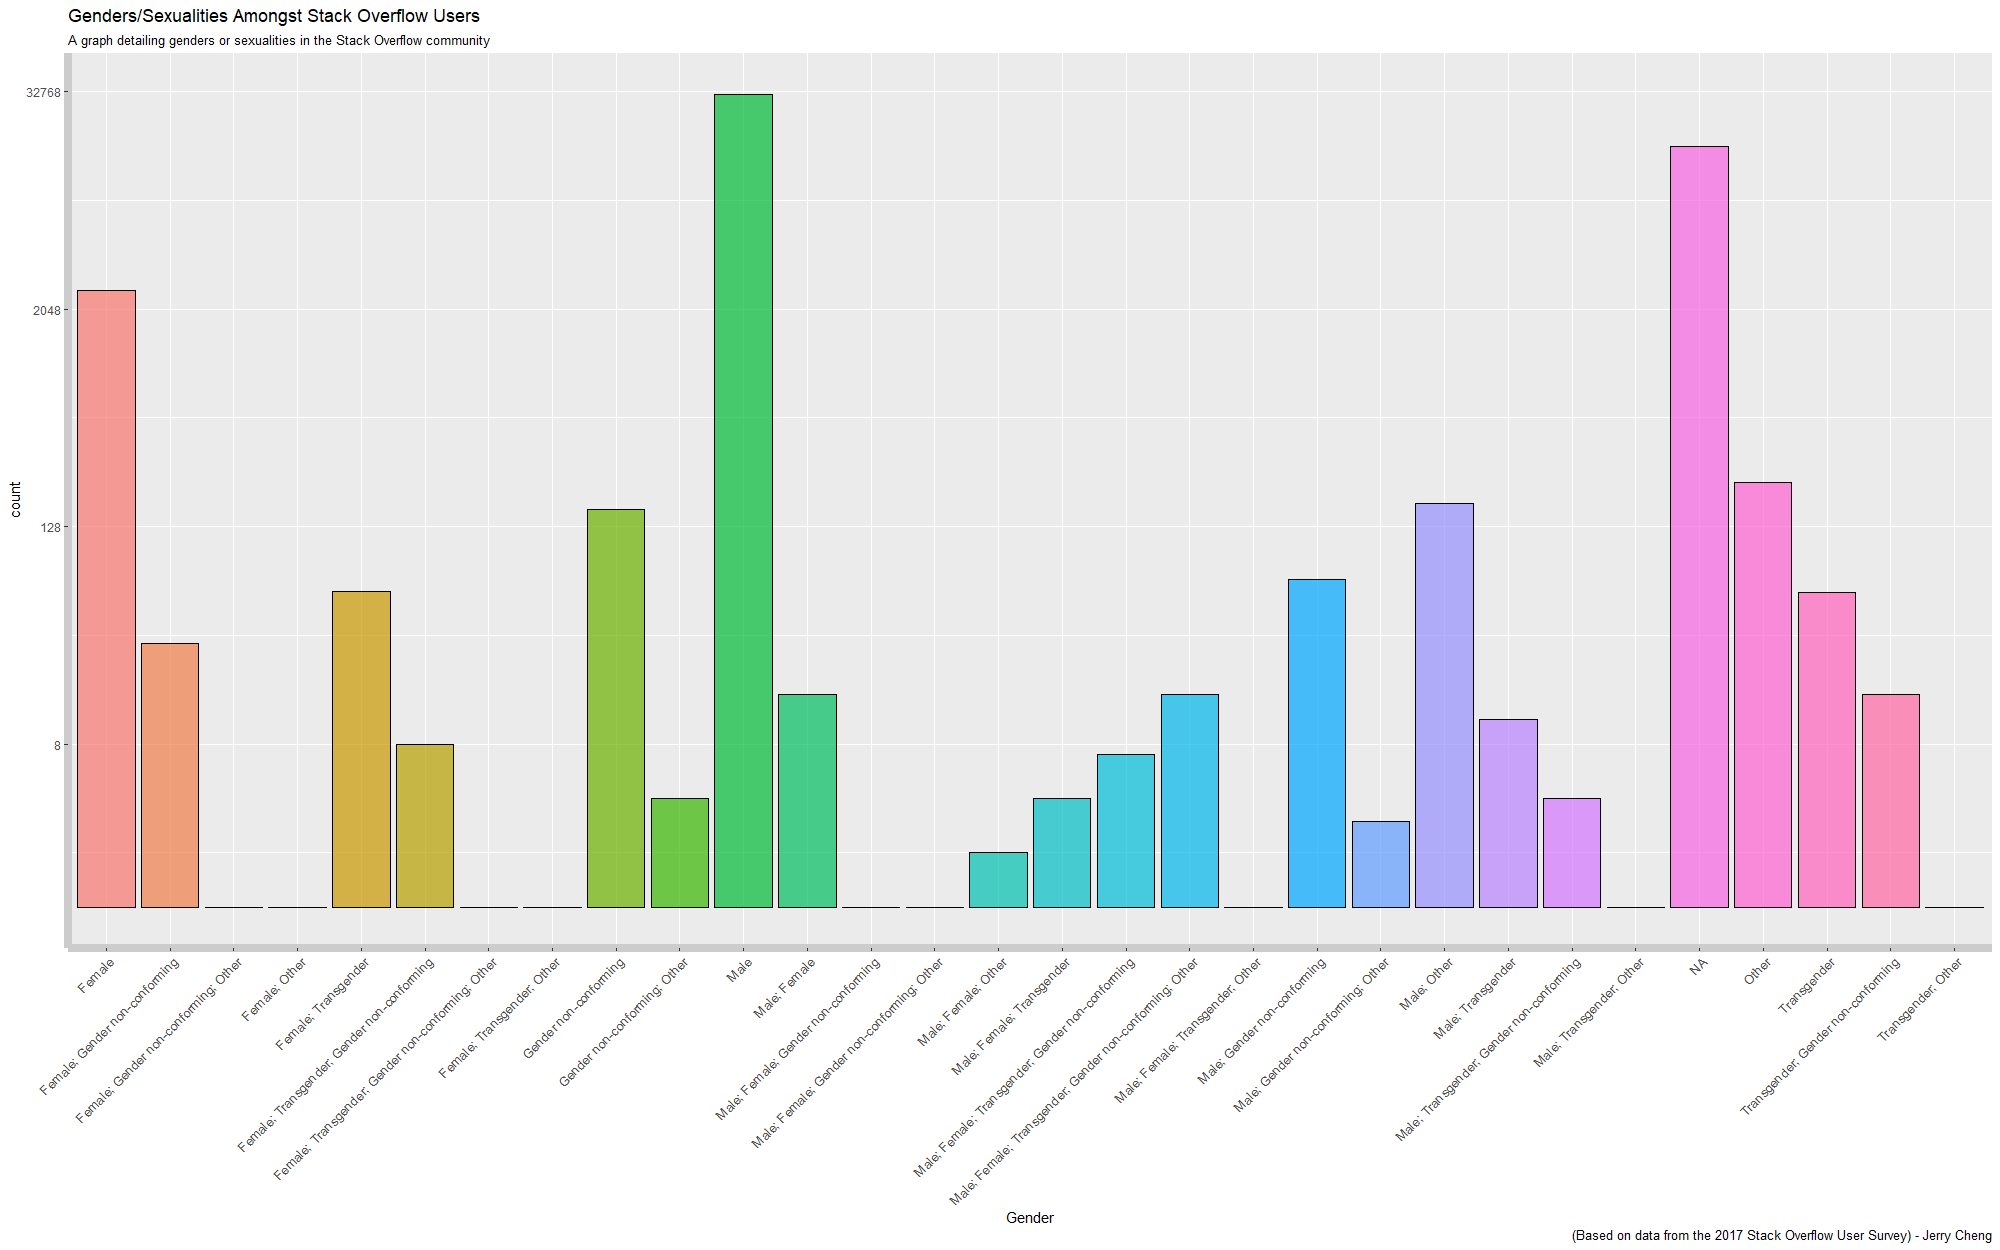 Genders/Sexualities Amongst Stack Overflow Users
A graph detailing genders or sexualities in the Stack Overflow community
32768
2048
128
8
count
Female
Female; Gender non-conforming
Female; Gender non-conforming; Other
Female; Other
Female; Transgender
Female; Transgender; Gender non-conforming
Female; Transgender; Gender non-conforming; Other
Female; Transgender; Other
Gender non-conforming
Gender non-conforming; Other
Male
Male; Female
Male; Female; Gender non-conforming
Male; Female; Gender non-conforming; Other
Male; Female; Other
Male; Female; Transgender
Male; Female; Transgender; Gender non-conforming
Male; Female; Transgender; Gender non-conforming; Other
Male; Female; Transgender; Other
Male; Gender non-conforming
Male; Gender non-conforming; Other
Male; Other
Male; Transgender
Male; Transgender; Gender non-conforming
Male; Transgender; Other
NA
Other
Transgender
Transgender; Gender non-conforming
Transgender; Other
Gender
(Based on data from the 2017 Stack Overflow User Survey) - Jerry Cheng